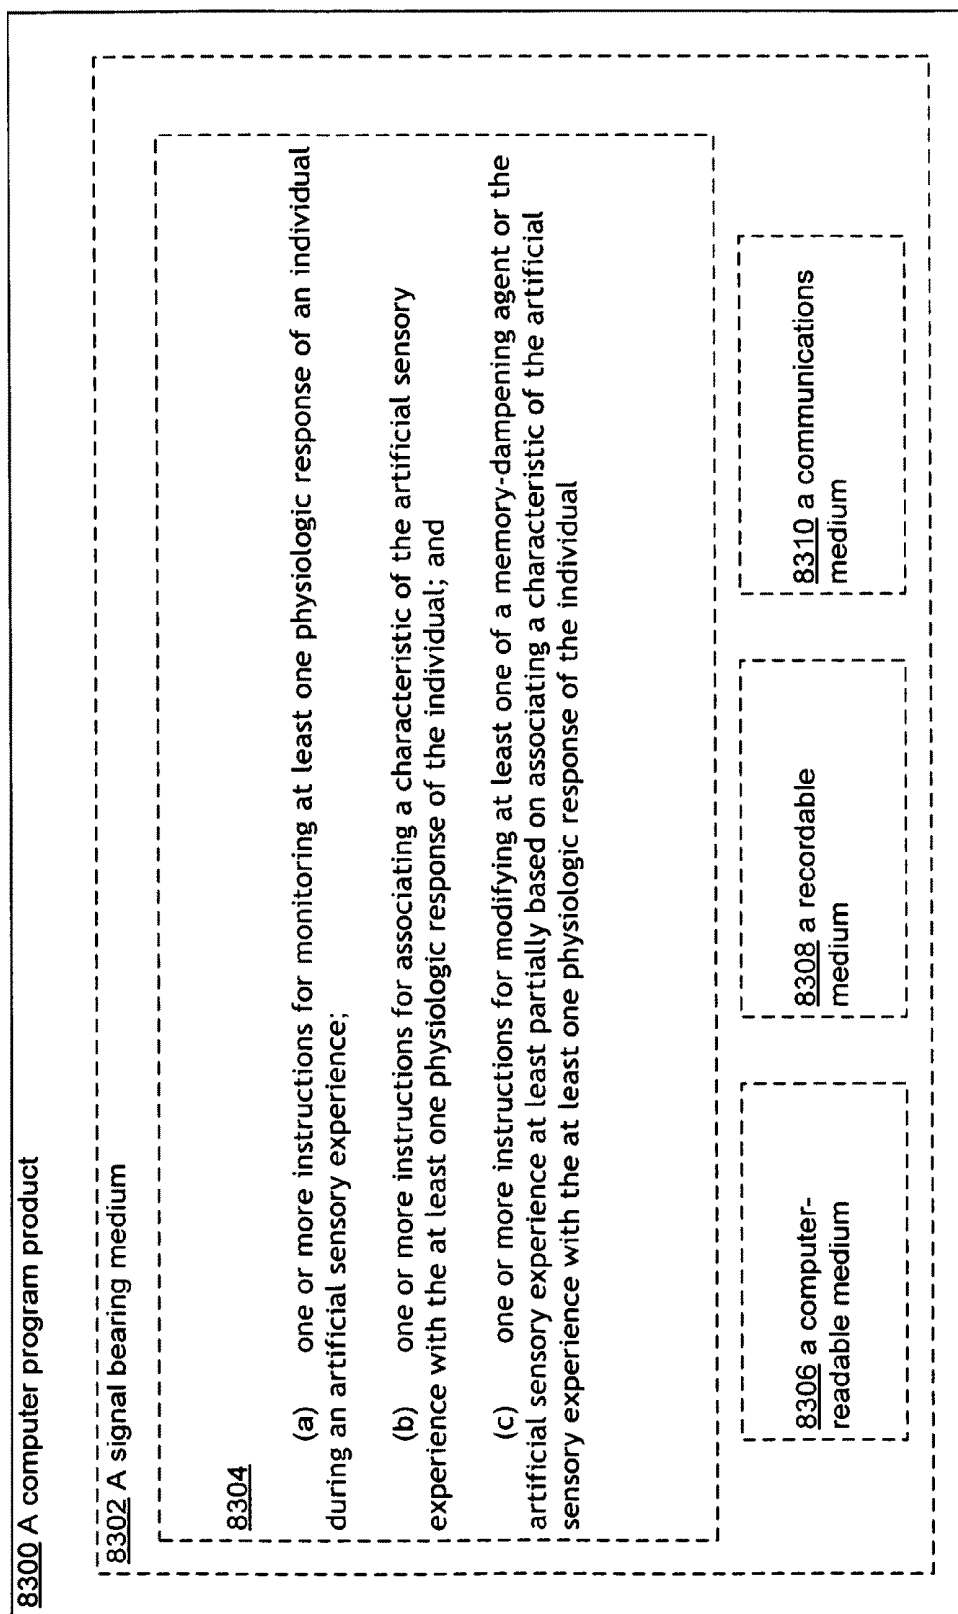 8300 A computer program product
8302 A signal bearing medium
8304
(a) one or more instructions for monitoring at least one physiologic response of an individual
during an artificial sensory experience;
(b) one or more instructions for associating a characteristic of the artificial sensory
experience with the at least one physiologic response of the individual; and
(c) one or more instructions for modifying at least one of a memory-dampening agent or the
artificial sensory experience at least partially based on associating a characteristic of the artificial
sensory experience with the at least one physiologic response of the individual
8306 a computer-
readable medium
8308 a recordable
medium
8310 a communications
medium